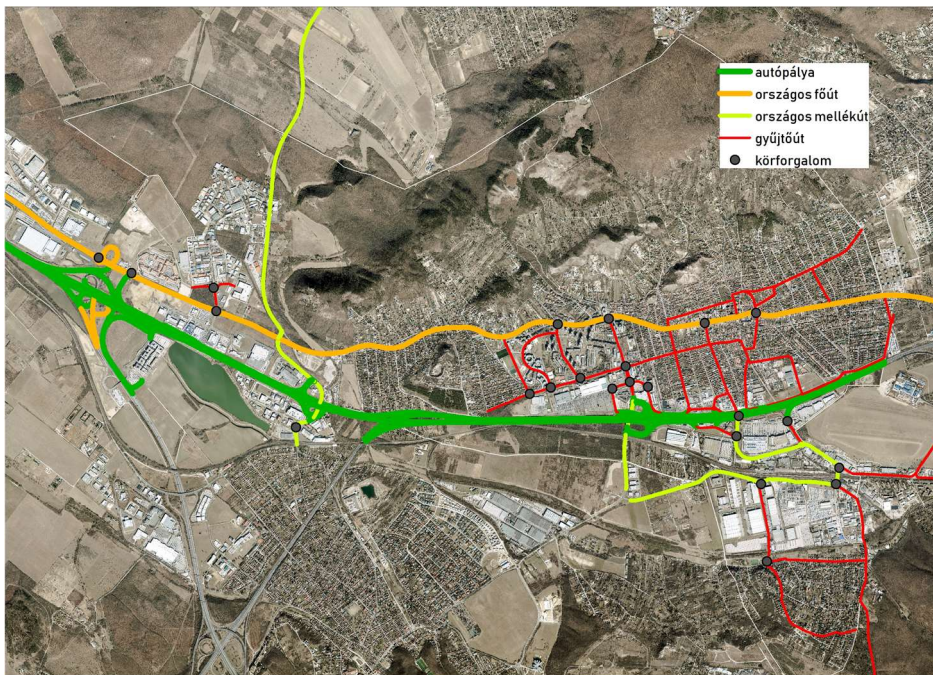 autópálya
országos főút
országos mellékút
gyűjtőút
körforgalom